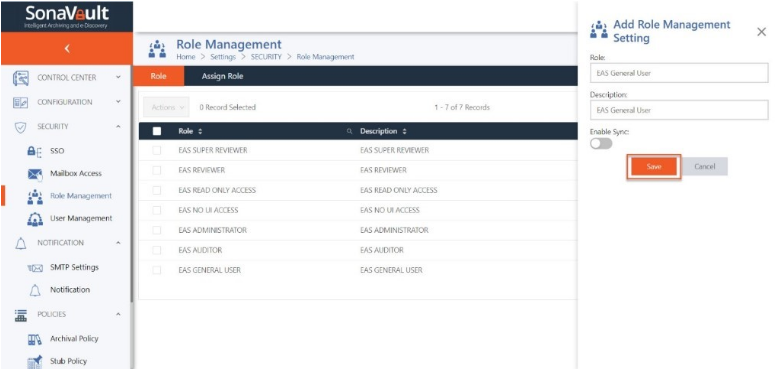 SonaVault
Intelligent Archiving and e-Discovery
CONTROL CENTER
CONFIGURATION
SECURITY
SSO
Mailbox Access
Role Management
User Management
NOTIFICATION
SMTP Settings
Notification
POLICIES
Archival Policy
Stub Policy
Role Management
Home > Settings > SECURITY > Role Management
Role Assign Role
Actions 0 Record Selected 1 - 7 of 7 Records
Role Description
EAS SUPER REVIEWER EAS SUPER REVIEWER
EAS REVIEWER EAS REVIEWER
EAS READ ONLY ACCESS EAS READ ONLY ACCESS
EAS NO UI ACCESS EAS NO UI ACCESS
EAS ADMINISTRATOR EAS ADMINISTRATOR
EAS AUDITOR EAS AUDITOR
EAS GENERAL USER EAS GENERAL USER
Add Role Management
Setting
Role:
EAS General User
Description:
EAS General User
Enable Sync:
Save Cancel